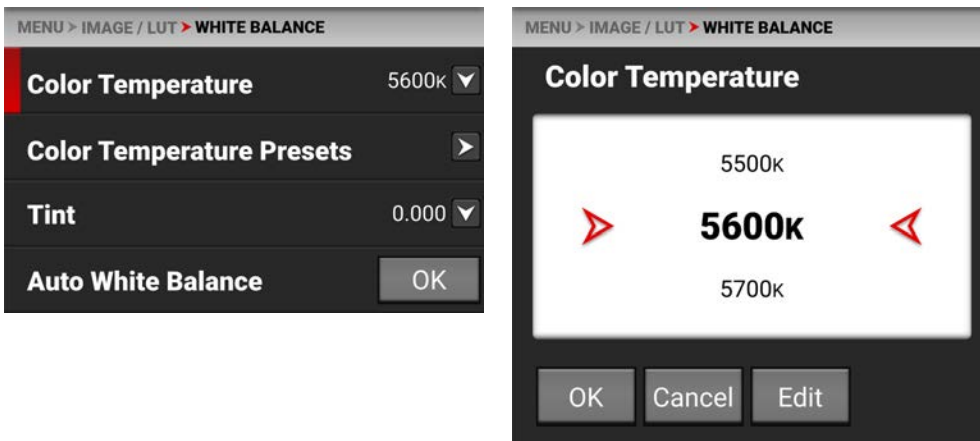 MENU > IMAGE / LUT > WHITE BALANCE
Color Temperature 5600K
Color Temperature Presets
Tint 0.000
Auto White Balance OK
MENU > IMAGE / LUT > WHITE BALANCE
Color Temperature
5500K
5600K
5700K
OK Cancel Edit